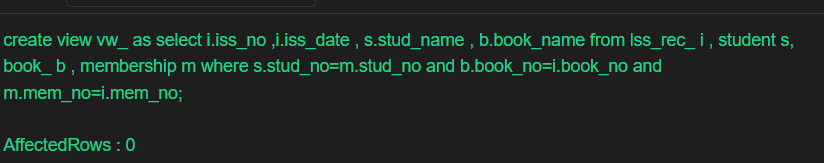 create view vw_ as select i.iss_no ,i.iss_date , s.stud_name , b.book_name from Iss_rec_ i , student s,
book_ b , membership m where s.stud_no=m.stud_no and b.book_no=i.book_no and
m.mem_no=i.mem_no;
AffectedRows : 0